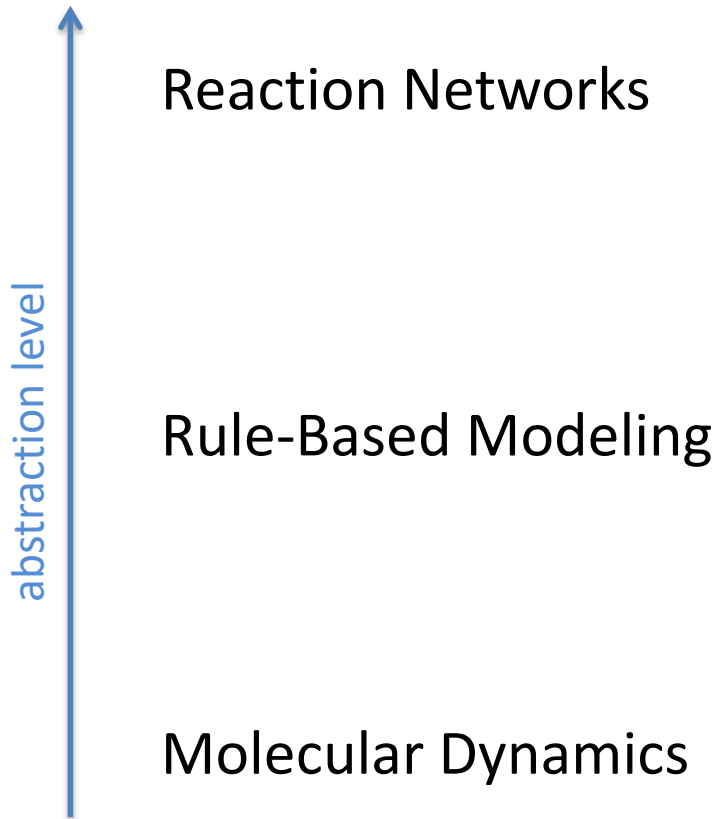 Reaction Networks
abstraction level
Rule-Based Modeling
Molecular Dynamics